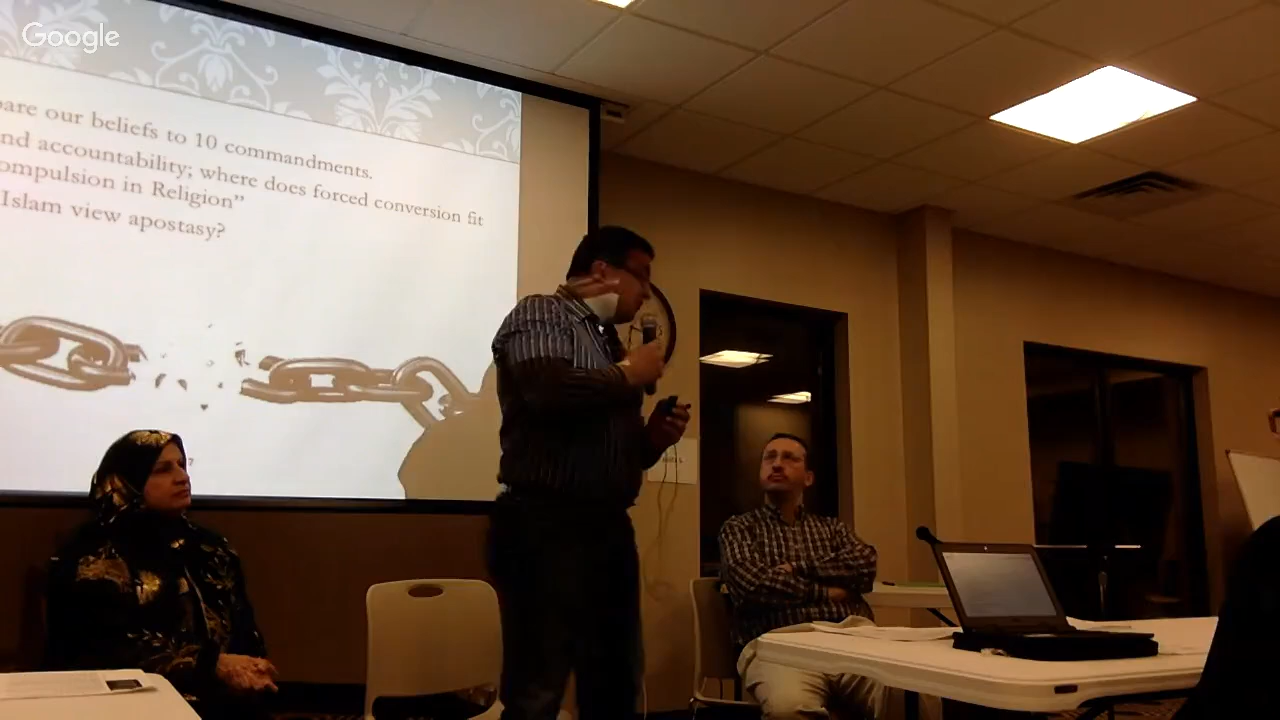 Google
pare our beliefs to 10 commandments.
nd accountability; where does forced conversion fit
ompulsion in Religion”
Islam view apostasy?
?